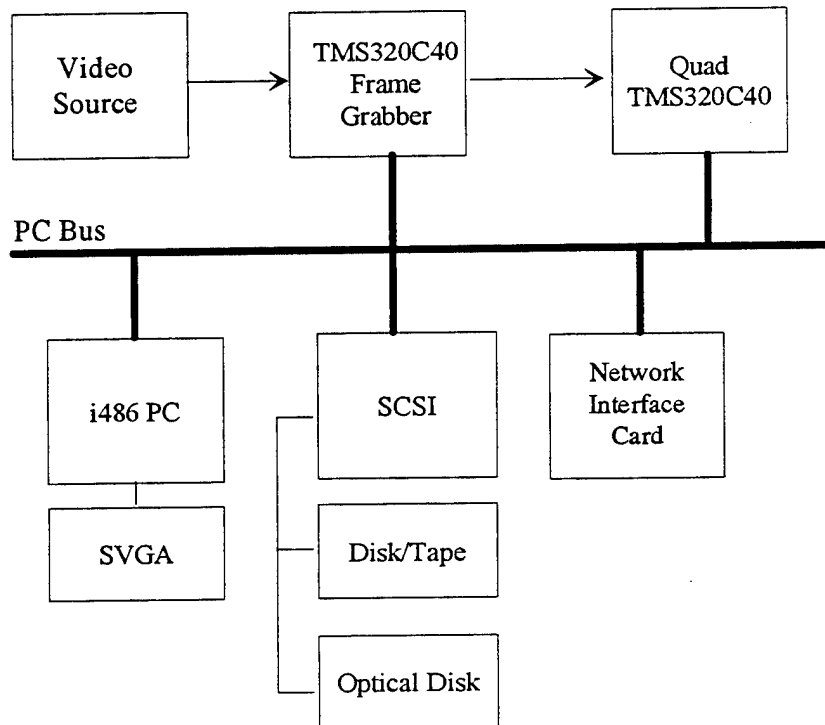 Video
Source
TMS320C40
Frame
Grabber
Quad
TMS320C40
PC Bus
i486 PC
SCSI
Network
Interface
Card
SVGA
Disk/Tape
Optical Disk